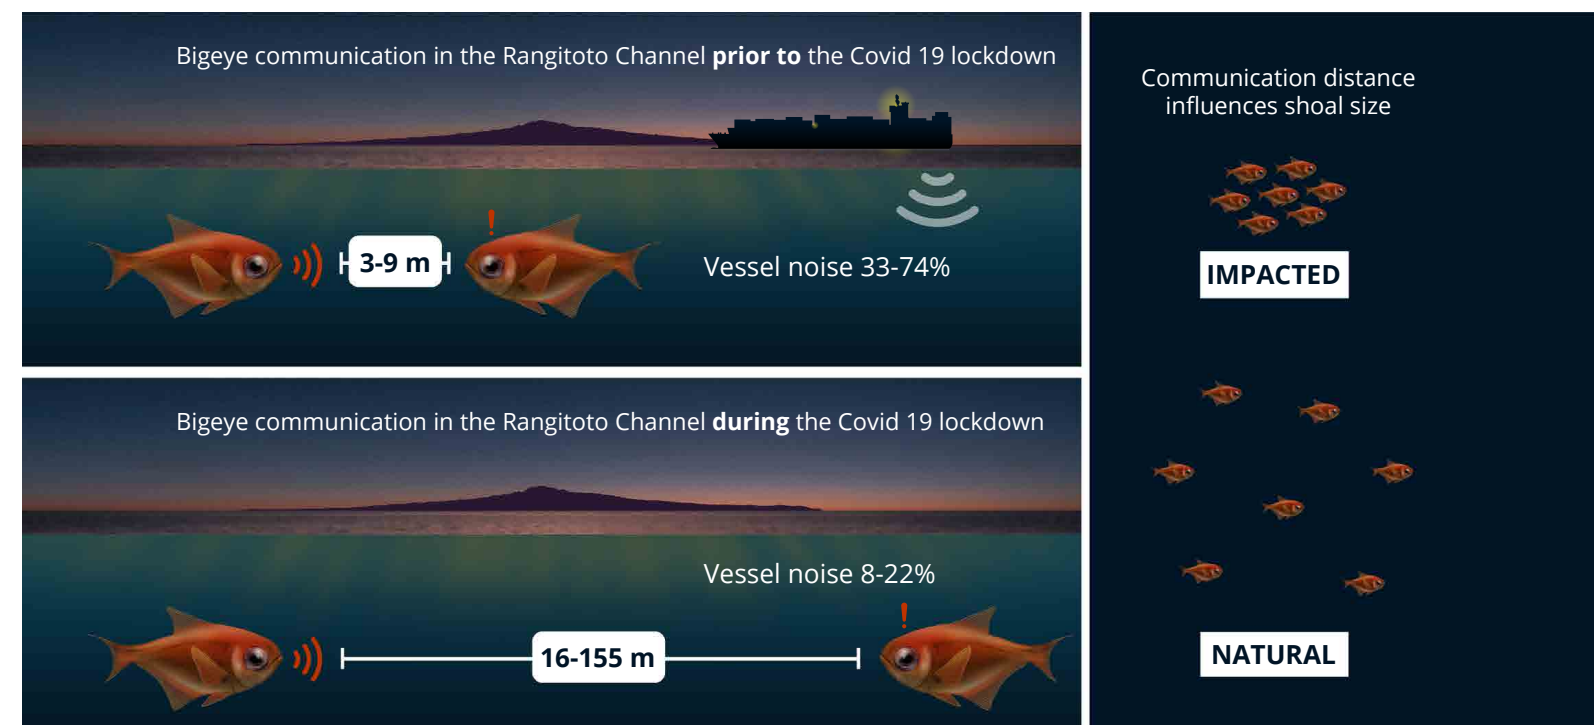 Bigeye communication in the Rangitoto Channel prior to the Covid 19 lockdown
!
3-9 m
Vessel noise 33-74%
Bigeye communication in the Rangitoto Channel during the Covid 19 lockdown
Vessel noise 8-22%
!
16-155 m
Communication distance
influences shoal size
IMPACTED
NATURAL